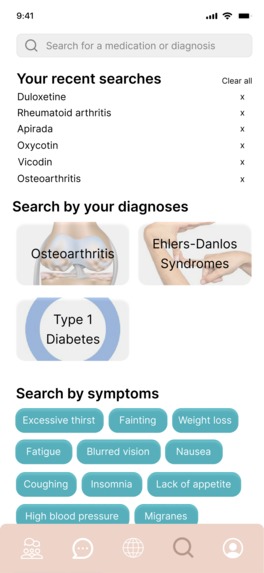 9:41
Search for a medication or diagnosis
Your recent searches
Clear all
Duloxetine x
Rheumatoid arthritis x
Apirada x
Oxycotin x
Vicodin x
Osteoarthritis x
Search by your diagnoses
Osteoarthritis
Ehlers-Danlos
Syndromes
Type 1
Diabetes
Search by symptoms
Excessive thirst Fainting Weight loss
Fatigue Blurred vision Nausea
Coughing Insomnia Lack of appetite
High blood pressure Migranes